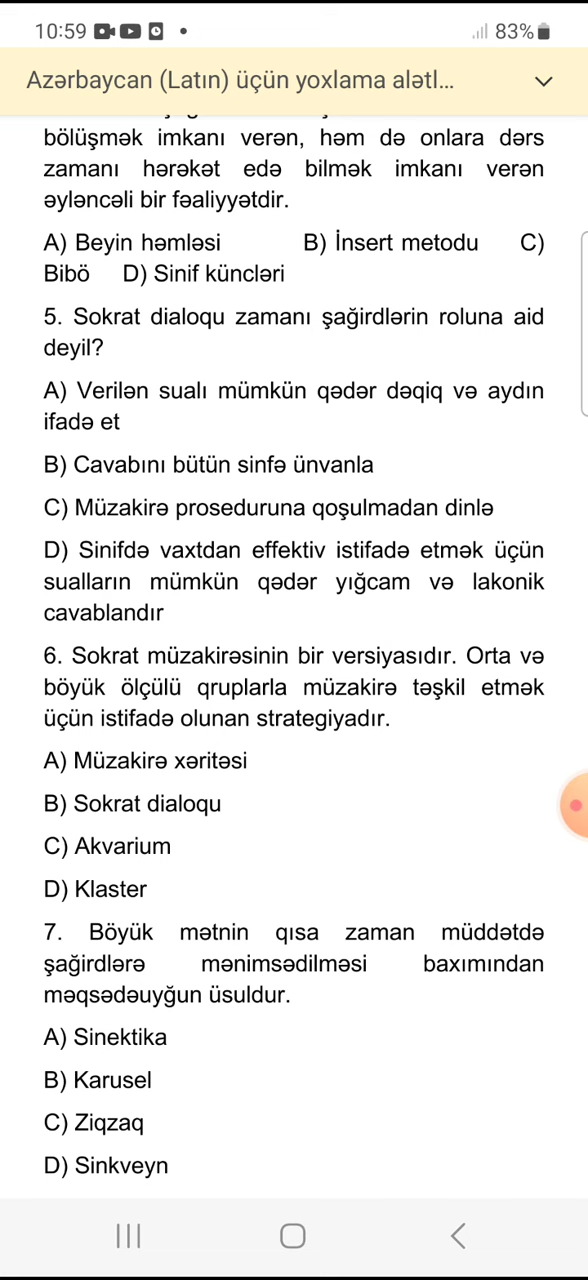 10:59
83%
Azərbaycan (Latın) üçün yoxlama alətl...
bölüşmək imkanı verən, həm də onlara dərs
zamanı hərəkət edə bilmək imkanı verən
əyləncəli bir fəaliyyətdir.
A) Beyin həmləsi B) İnsert metodu C)
Bibö D) Sinif küncləri
5. Sokrat dialoqu zamanı şağirdlərin roluna aid
deyil?
A) Verilən sualı mümkün qədər dəqiq və aydın
ifadə et
B) Cavabını bütün sinfə ünvanla
C) Müzakirə proseduruna qoşulmadan dinlə
D) Sinifdə vaxtdan effektiv istifadə etmək üçün
sualların mümkün qədər yığcam və lakonik
cavablandır
6. Sokrat müzakirəsinin bir versiyasıdır. Orta və
böyük ölçülü qruplarla müzakirə təşkil etmək
üçün istifadə olunan strategiyadır.
A) Müzakirə xəritəsi
B) Sokrat dialoqu
C) Akvarium
D) Klaster
7. Böyük mətnin qısa zaman müddətdə
şağirdlərə mənimsədilməsi baxımından
məqsədəuyğun üsuldur.
A) Sinektika
B) Karusel
C) Ziqzaq
D) Sinkveyn